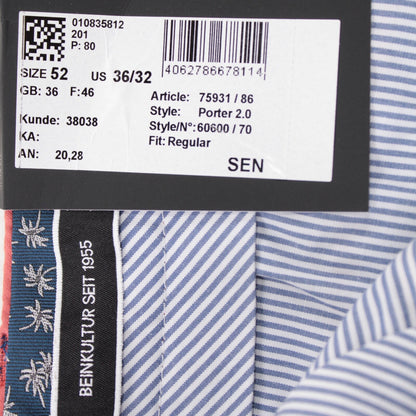 010835812
201
P: 80
SIZE 52 US 36/32
GB: 36 F:46
4062786678114
Article: 75931 / 86
Style: Porter 2.0
Kunde: 38038
Style/N°: 60600 / 70
KA:
Fit: Regular
AN: 20,28
SEN
BEINKULTUR SEIT 1955